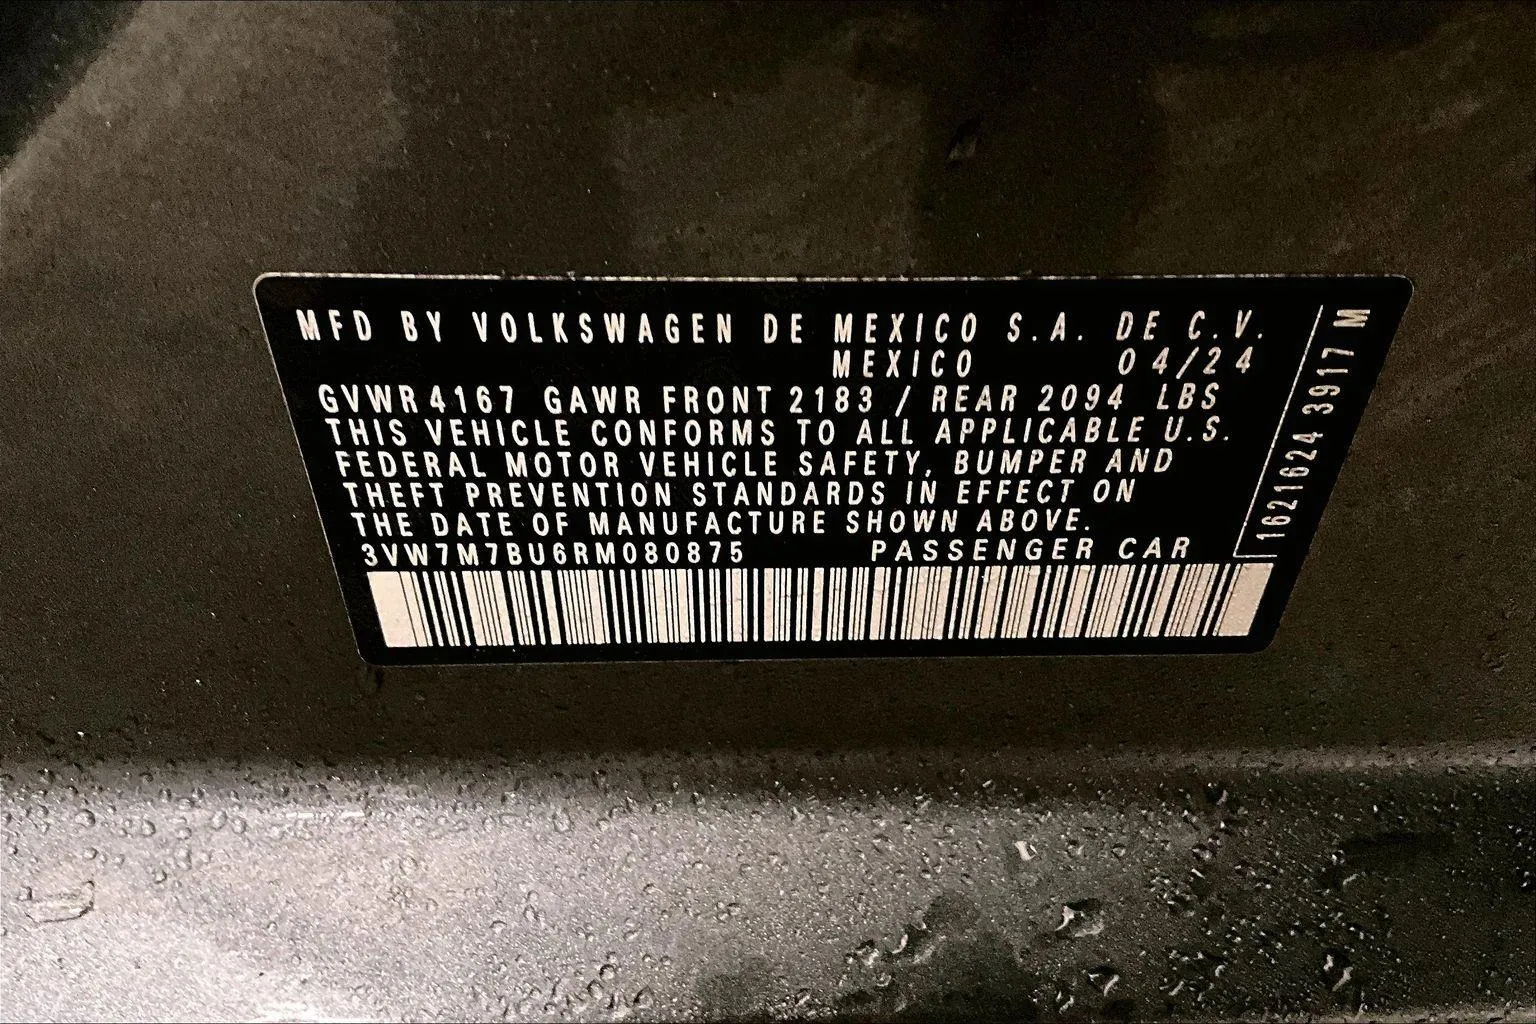 MFD BY VOLKSWAGEN DE MEXICO S.A. DE C.V.
MEXICO 04/24
GVWR 4167 GAWR FRONT 2183 / REAR 2094 LBS
THIS VEHICLE CONFORMS TO ALL APPLICABLE U.S.
FEDERAL MOTOR VEHICLE SAFETY, BUMPER AND
THEFT PREVENTION STANDARDS IN EFFECT ON
THE DATE OF MANUFACTURE SHOWN ABOVE.
3VW7M7BU6RM080875 PASSENGER CAR
1621624 3917 M